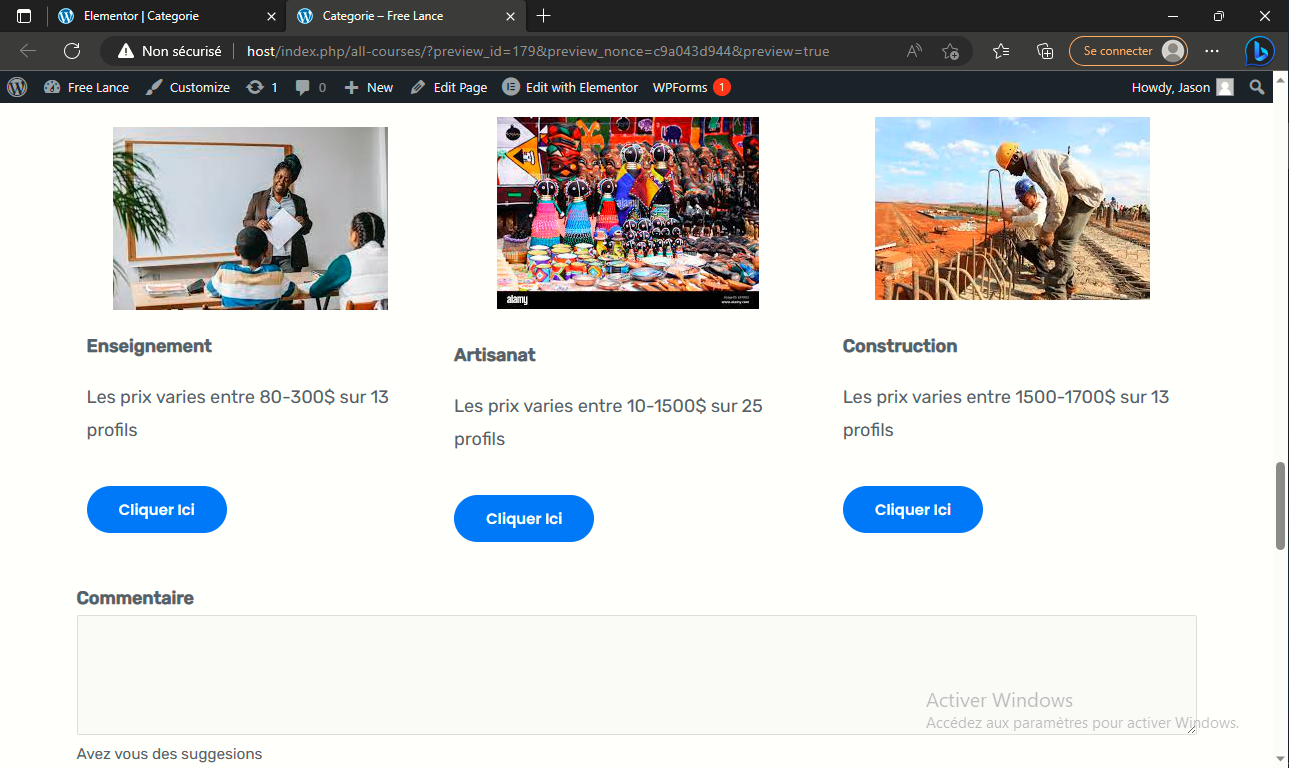 Elementor | Categorie
Categorie – Free Lance
Non sécurisé
host/index.php/all-courses/?preview_id=179&preview_nonce=c9a043d944&preview=true
Se connecter
Free Lance
Customize
1
0
New
Edit Page
Edit with Elementor
WPForms 1
Howdy, Jason
alamy
alamy
www.alamy.com
Enseignement
Les prix varies entre 80-300$ sur 13
profils
Cliquer Ici
Artisanat
Les prix varies entre 10-1500$ sur 25
profils
Cliquer Ici
Construction
Les prix varies entre 1500-1700$ sur 13
profils
Cliquer Ici
Commentaire
Activer Windows
Accédez aux paramètres pour activer Windows.
Avez vous des suggesions